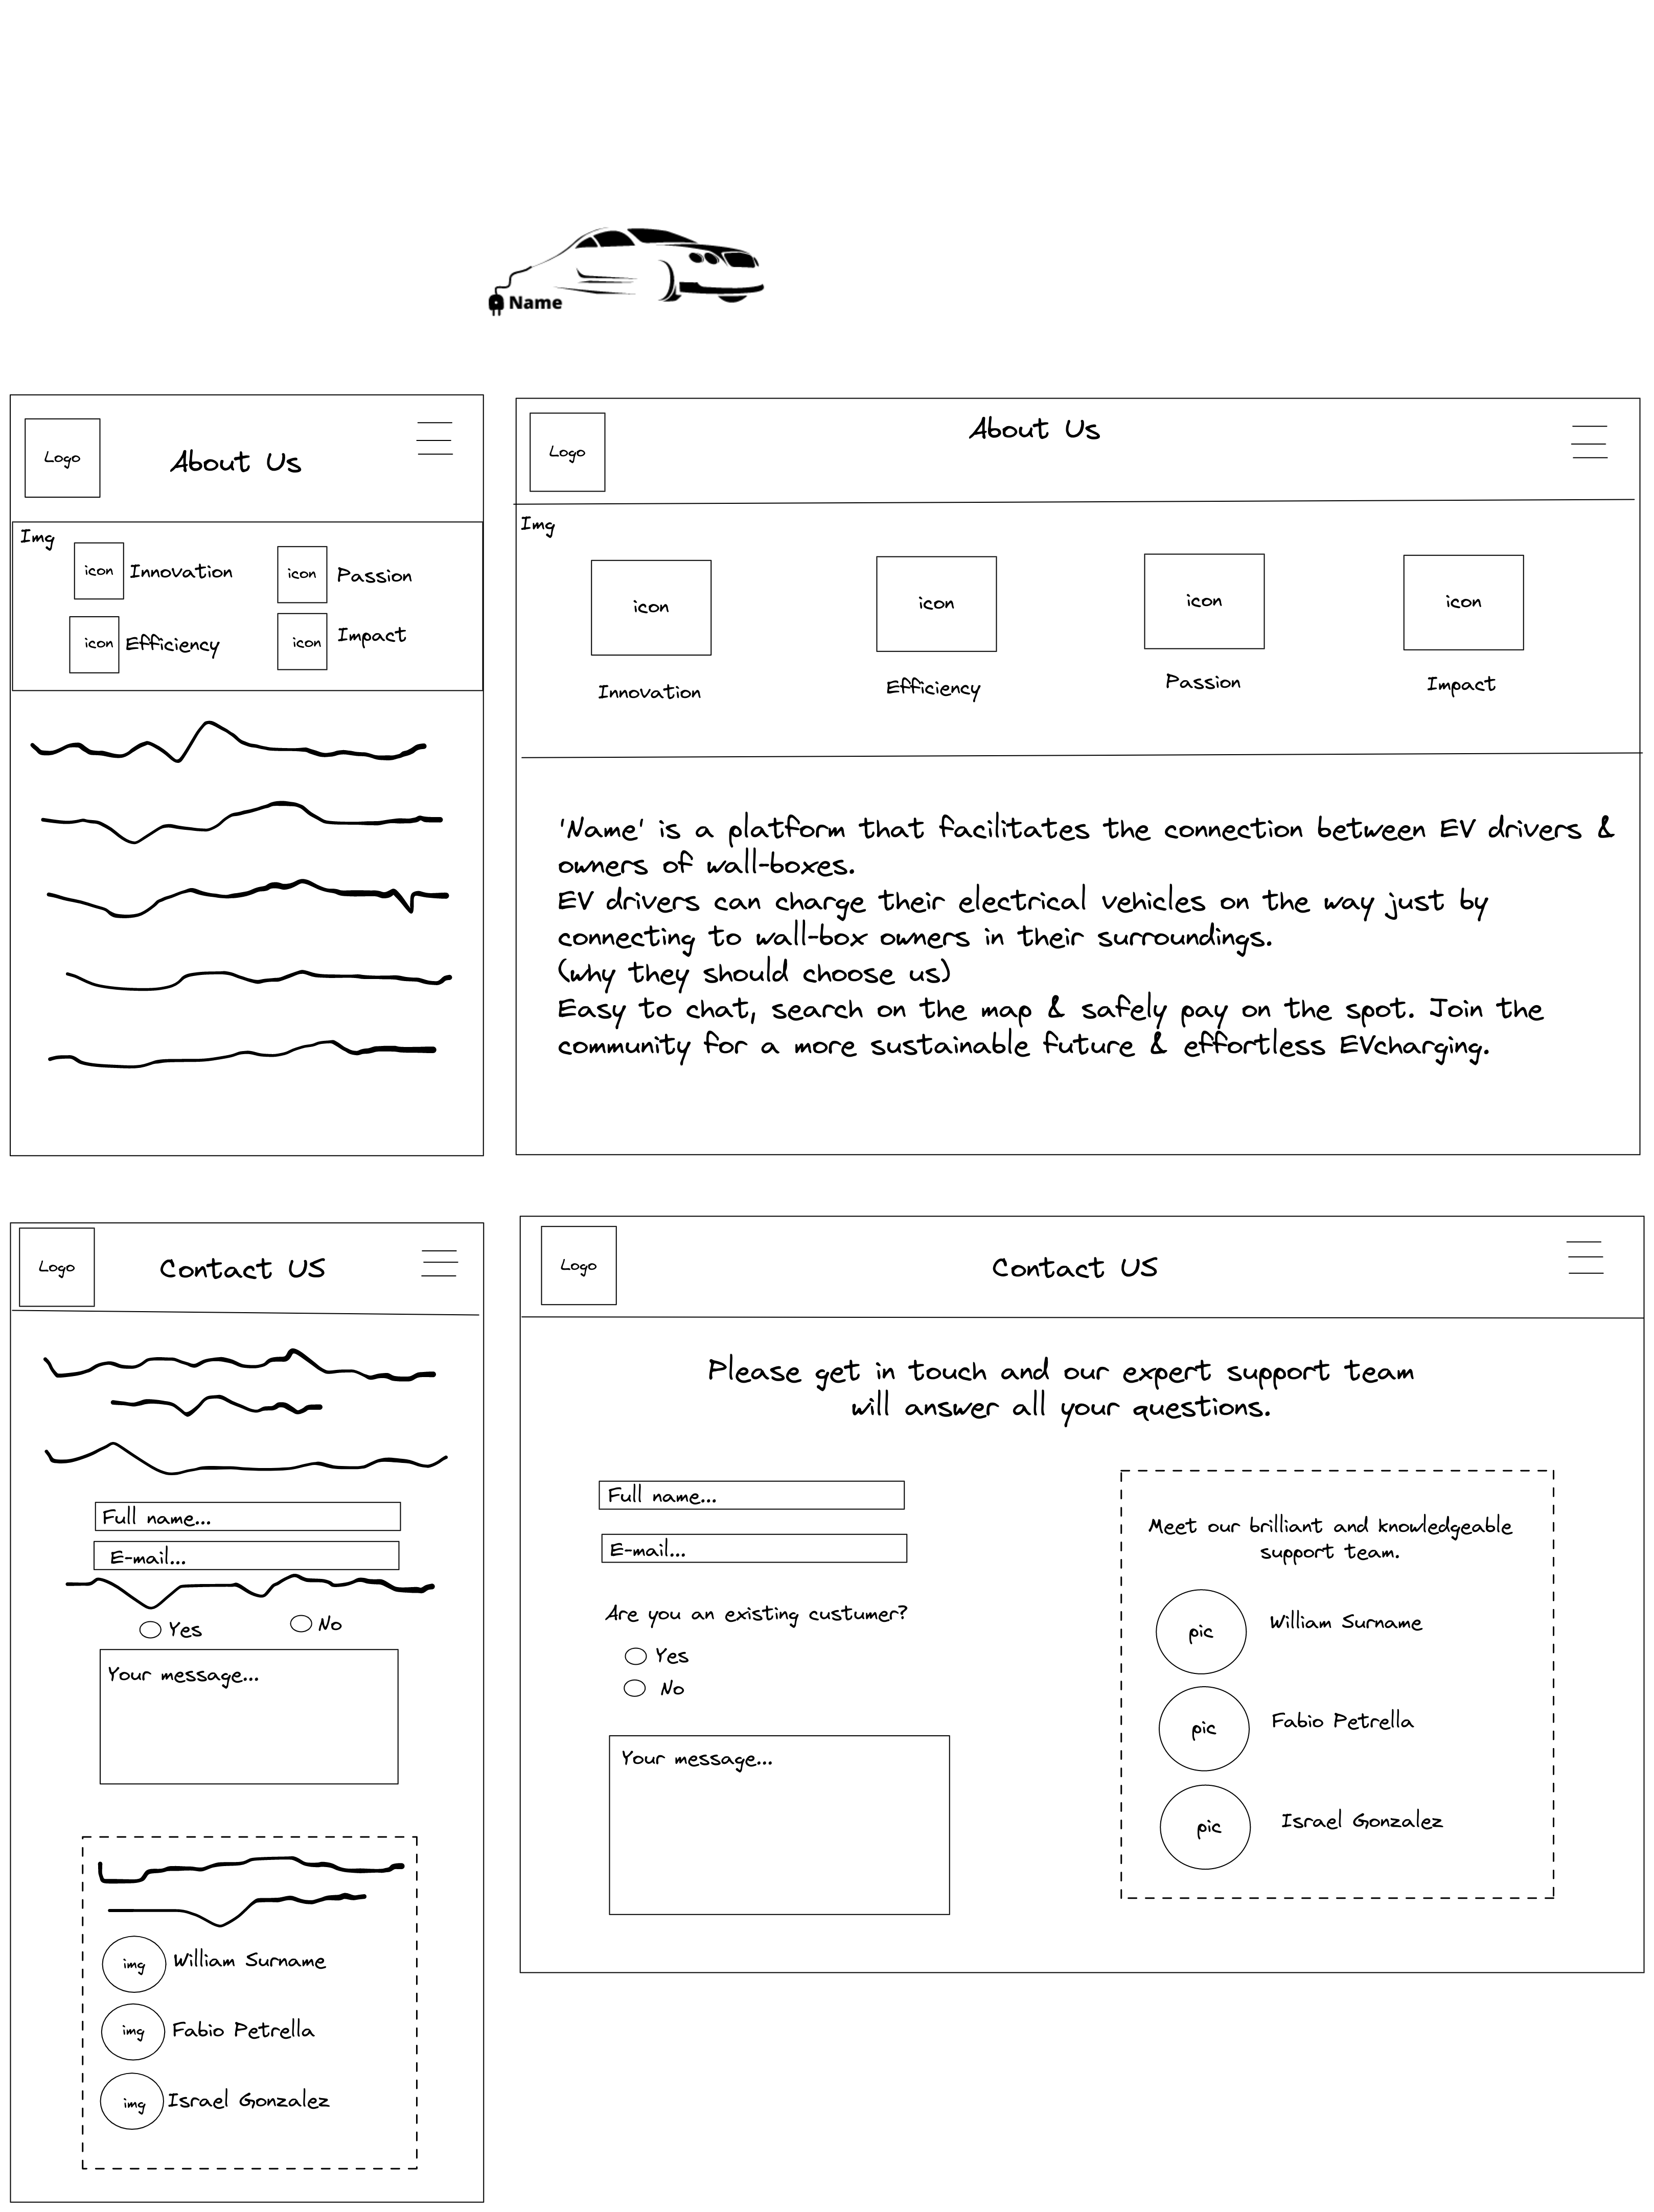 Name
Logo
About Us
Img
icon
Innovation
icon
Passion
icon
Efficiency
icon
Impact
Logo
About Us
Img
icon
icon
icon
icon
Innovation
Efficiency
Passion
Impact
'Name' is a platform that facilitates the connection between EV drivers &
owners of wall-boxes.
EV drivers can charge their electrical vehicles on the way just by
connecting to wall-box owners in their surroundings.
(why they should choose us)
Easy to chat, search on the map & safely pay on the spot. Join the
community for a more sustainable future & effortless EVcharging.
Logo
Contact US
Full name...
E-mail...
Yes
No
Your message...
img
William Surname
img
Fabio Petrella
img
Israel Gonzalez
Logo
Contact US
Please get in touch and our expert support team
will answer all your questions.
Full name...
E-mail...
Are you an existing custumer?
Yes
No
Your message...
Meet our brilliant and knowledgeable
support team.
pic
William Surname
pic
Fabio Petrella
pic
Israel Gonzalez